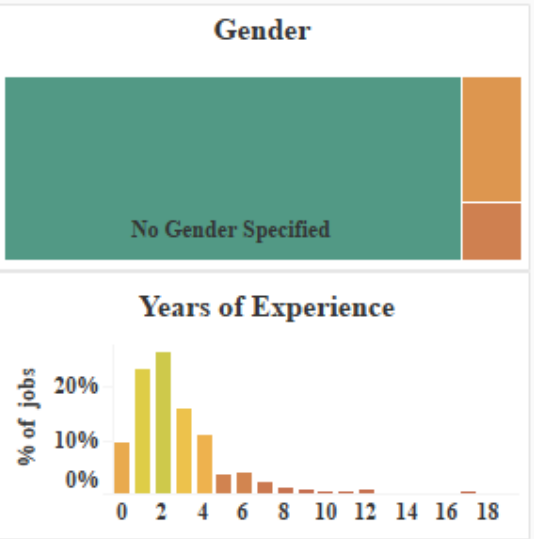 Gender
No Gender Specified
Years of Experience
% of jobs
20%
10%
0%
0 2 4 6 8 10 12 14 16 18